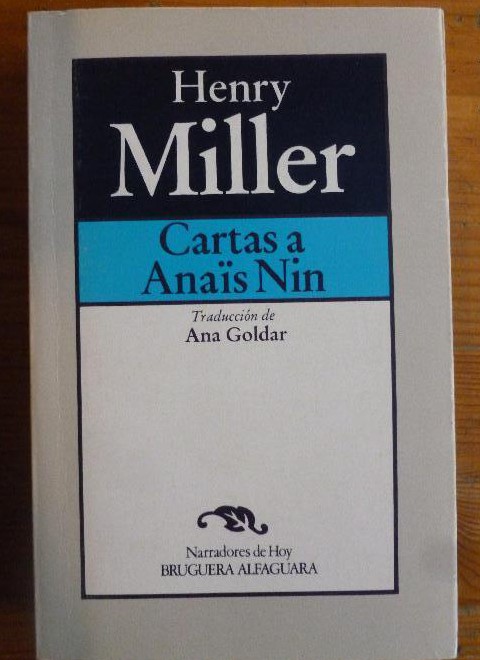 Henry
Miller
Cartas a
Anaïs Nin
Traducción de
Ana Goldar
Narradores de Hoy
BRUGUERA ALFAGUARA